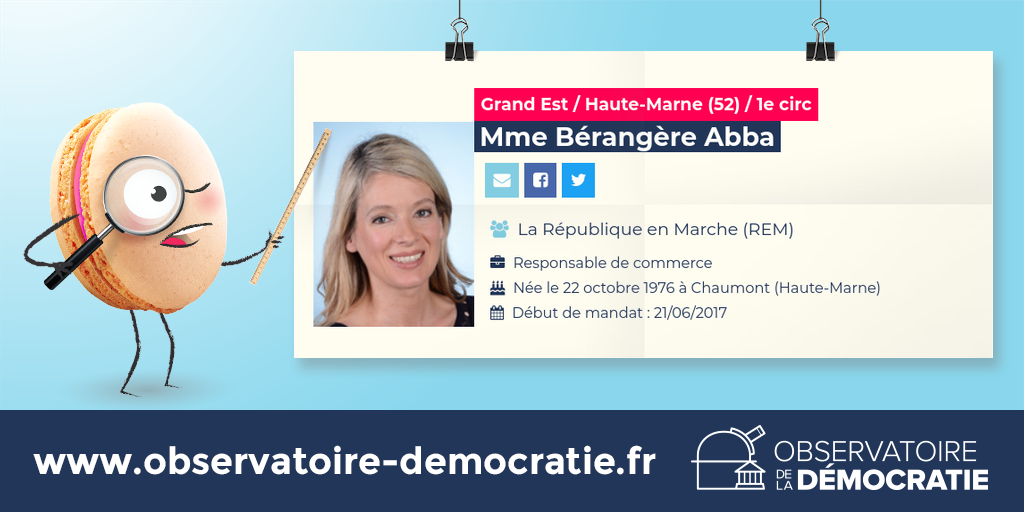 Grand Est / Haute-Marne (52) / 1e circ
Mme Bérangère Abba
La République en Marche (REM)
Responsable de commerce
Née le 22 octobre 1976 à Chaumont (Haute-Marne)
Début de mandat : 21/06/2017
www.observatoire-democratie.fr
OBSERVATOIRE
DE LA DÉMOCRATIE